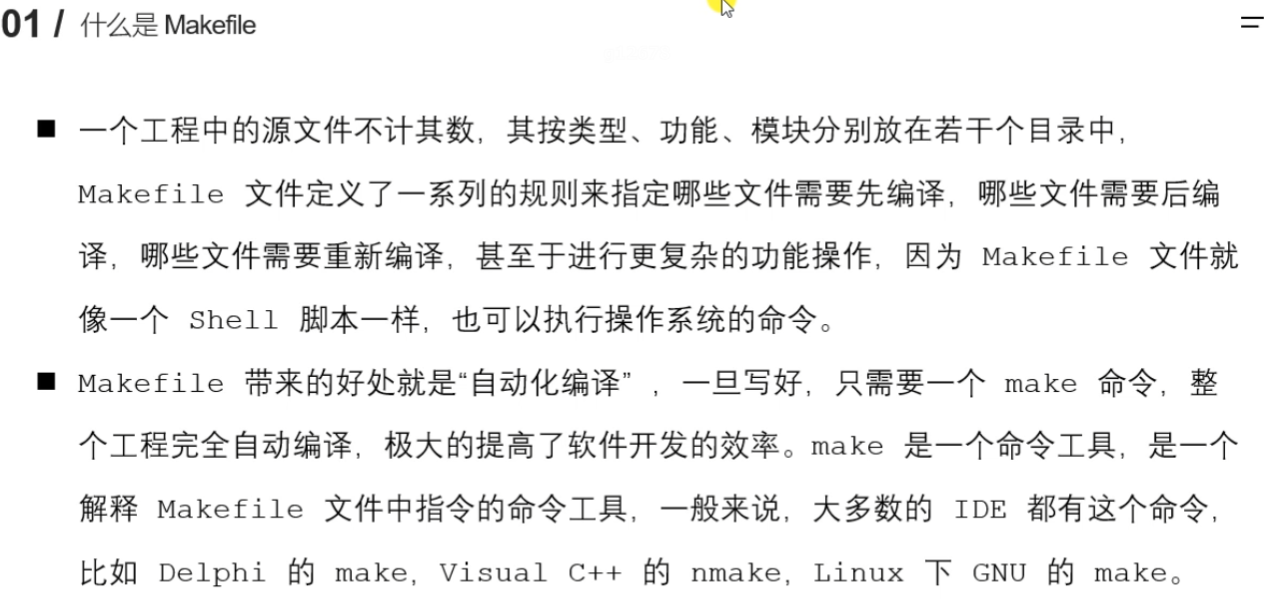 01 / 什么是 Makefile
■ 一个工程中的源文件不计其数，其按类型、功能、模块分别放在若干个目录中，
Makefile 文件定义了一系列的规则来指定哪些文件需要先编译，哪些文件需要后编
译，哪些文件需要重新编译，甚至于进行更复杂的功能操作，因为 Makefile 文件就
像一个 Shell 脚本一样，也可以执行操作系统的命令。
■ Makefile 带来的好处就是“自动化编译” ，一旦写好，只需要一个 make 命令，整
个工程完全自动编译，极大的提高了软件开发的效率。make 是一个命令工具，是一个
解释 Makefile 文件中指令的命令工具，一般来说，大多数的 IDE 都有这个命令，
比如 Delphi 的 make，Visual C++ 的 nmake，Linux 下 GNU 的 make。